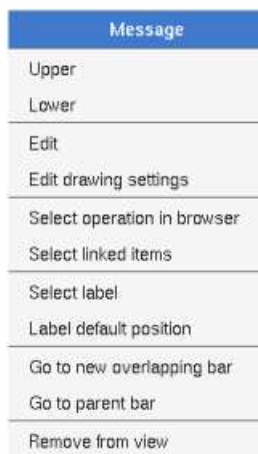 Message
Upper
Lower
Edit
Edit drawing settings
Select operation in browser
Select linked items
Select label
Label default position
Go to new overlapping bar
Go to parent bar
Remove from view